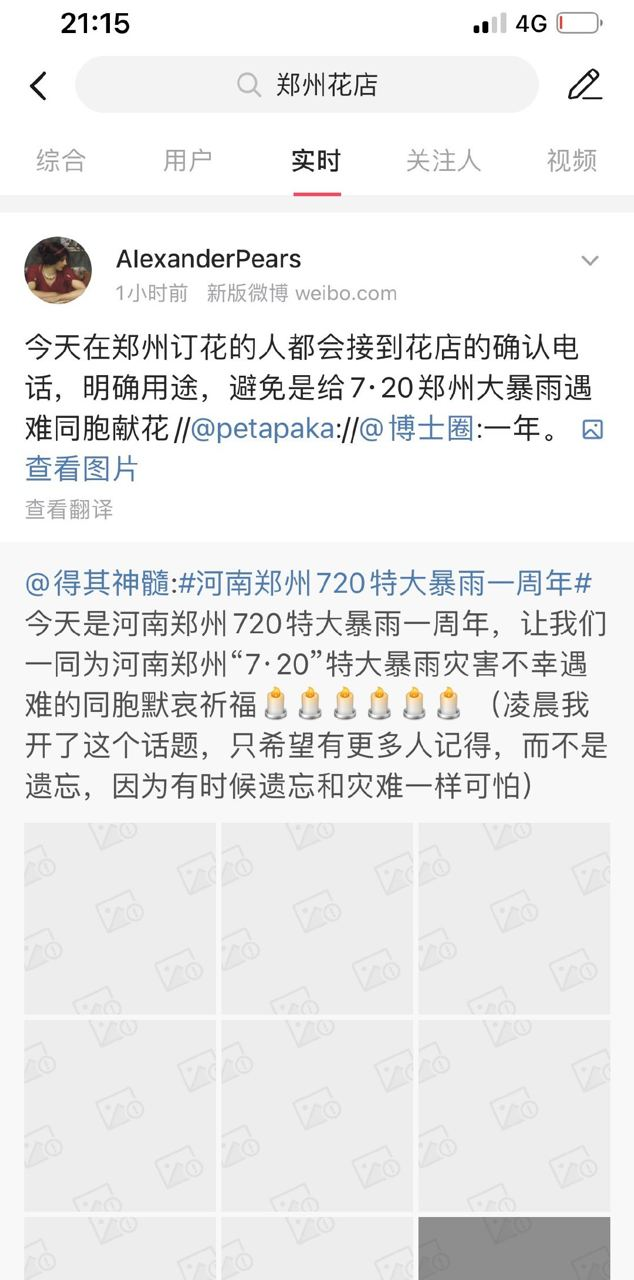 21:15
4G
郑州花店
综合 用户 实时 关注人 视频
AlexanderPears
1小时前 新版微博 weibo.com
今天在郑州订花的人都会接到花店的确认电
话，明确用途，避免是给7·20郑州大暴雨遇
难同胞献花//@petapaka://@博士圈:一年。
查看图片
查看翻译
@得其神髓:#河南郑州720特大暴雨一周年#
今天是河南郑州720特大暴雨一周年，让我们
一同为河南郑州“7·20”特大暴雨灾害不幸遇
难的同胞默哀祈福🕯🕯🕯🕯🕯🕯（凌晨我
开了这个话题，只希望有更多人记得，而不是
遗忘，因为有时候遗忘和灾难一样可怕）